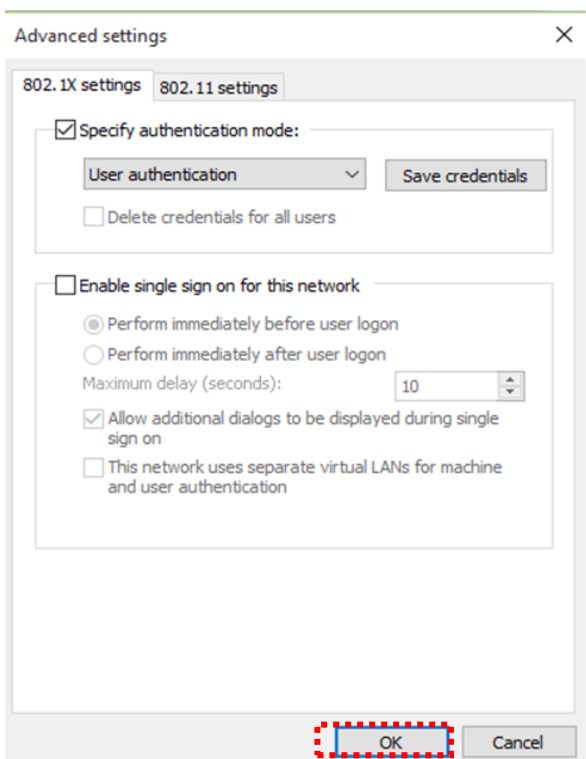 Advanced settings
802.1X settings
802.11 settings
Specify authentication mode:
User authentication
Save credentials
Delete credentials for all users
Enable single sign on for this network
Perform immediately before user logon
Perform immediately after user logon
Maximum delay (seconds):
10
Allow additional dialogs to be displayed during single
sign on
This network uses separate virtual LANs for machine
and user authentication
OK
Cancel